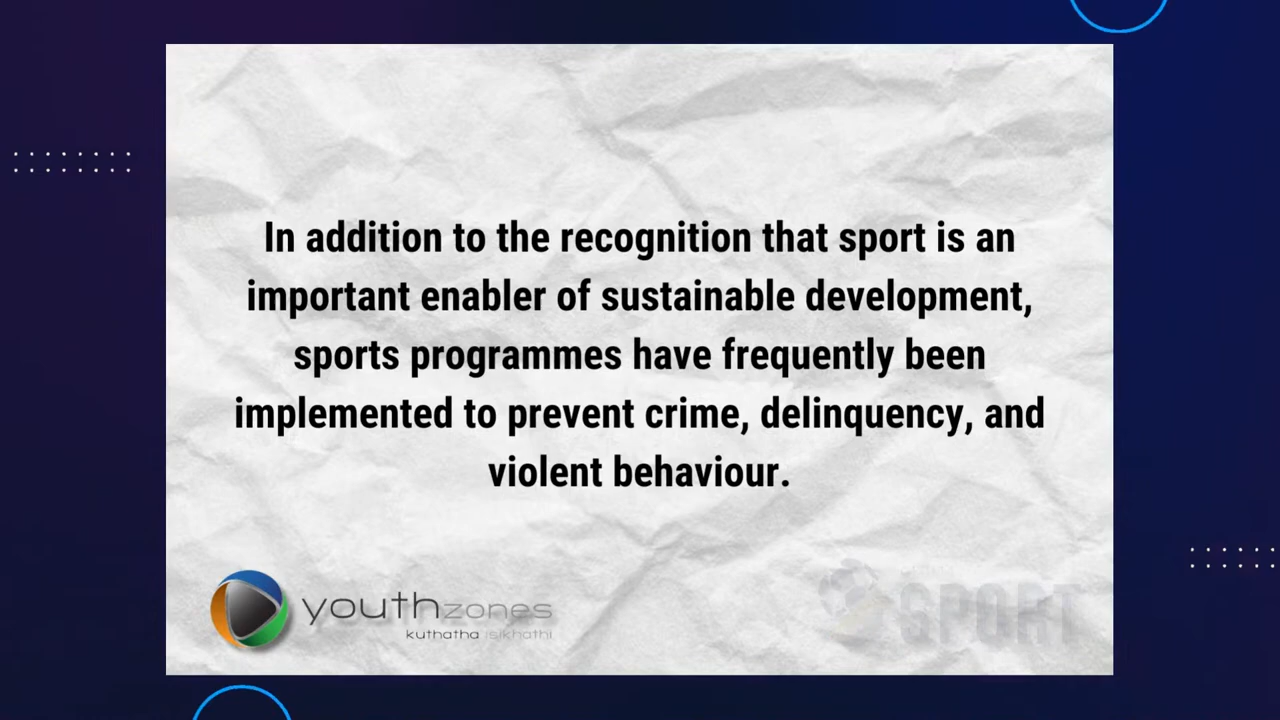 In addition to the recognition that sport is an
important enabler of sustainable development,
sports programmes have frequently been
implemented to prevent crime, delinquency, and
violent behaviour.
youthzones
kuthatha isikhathi
SPORT